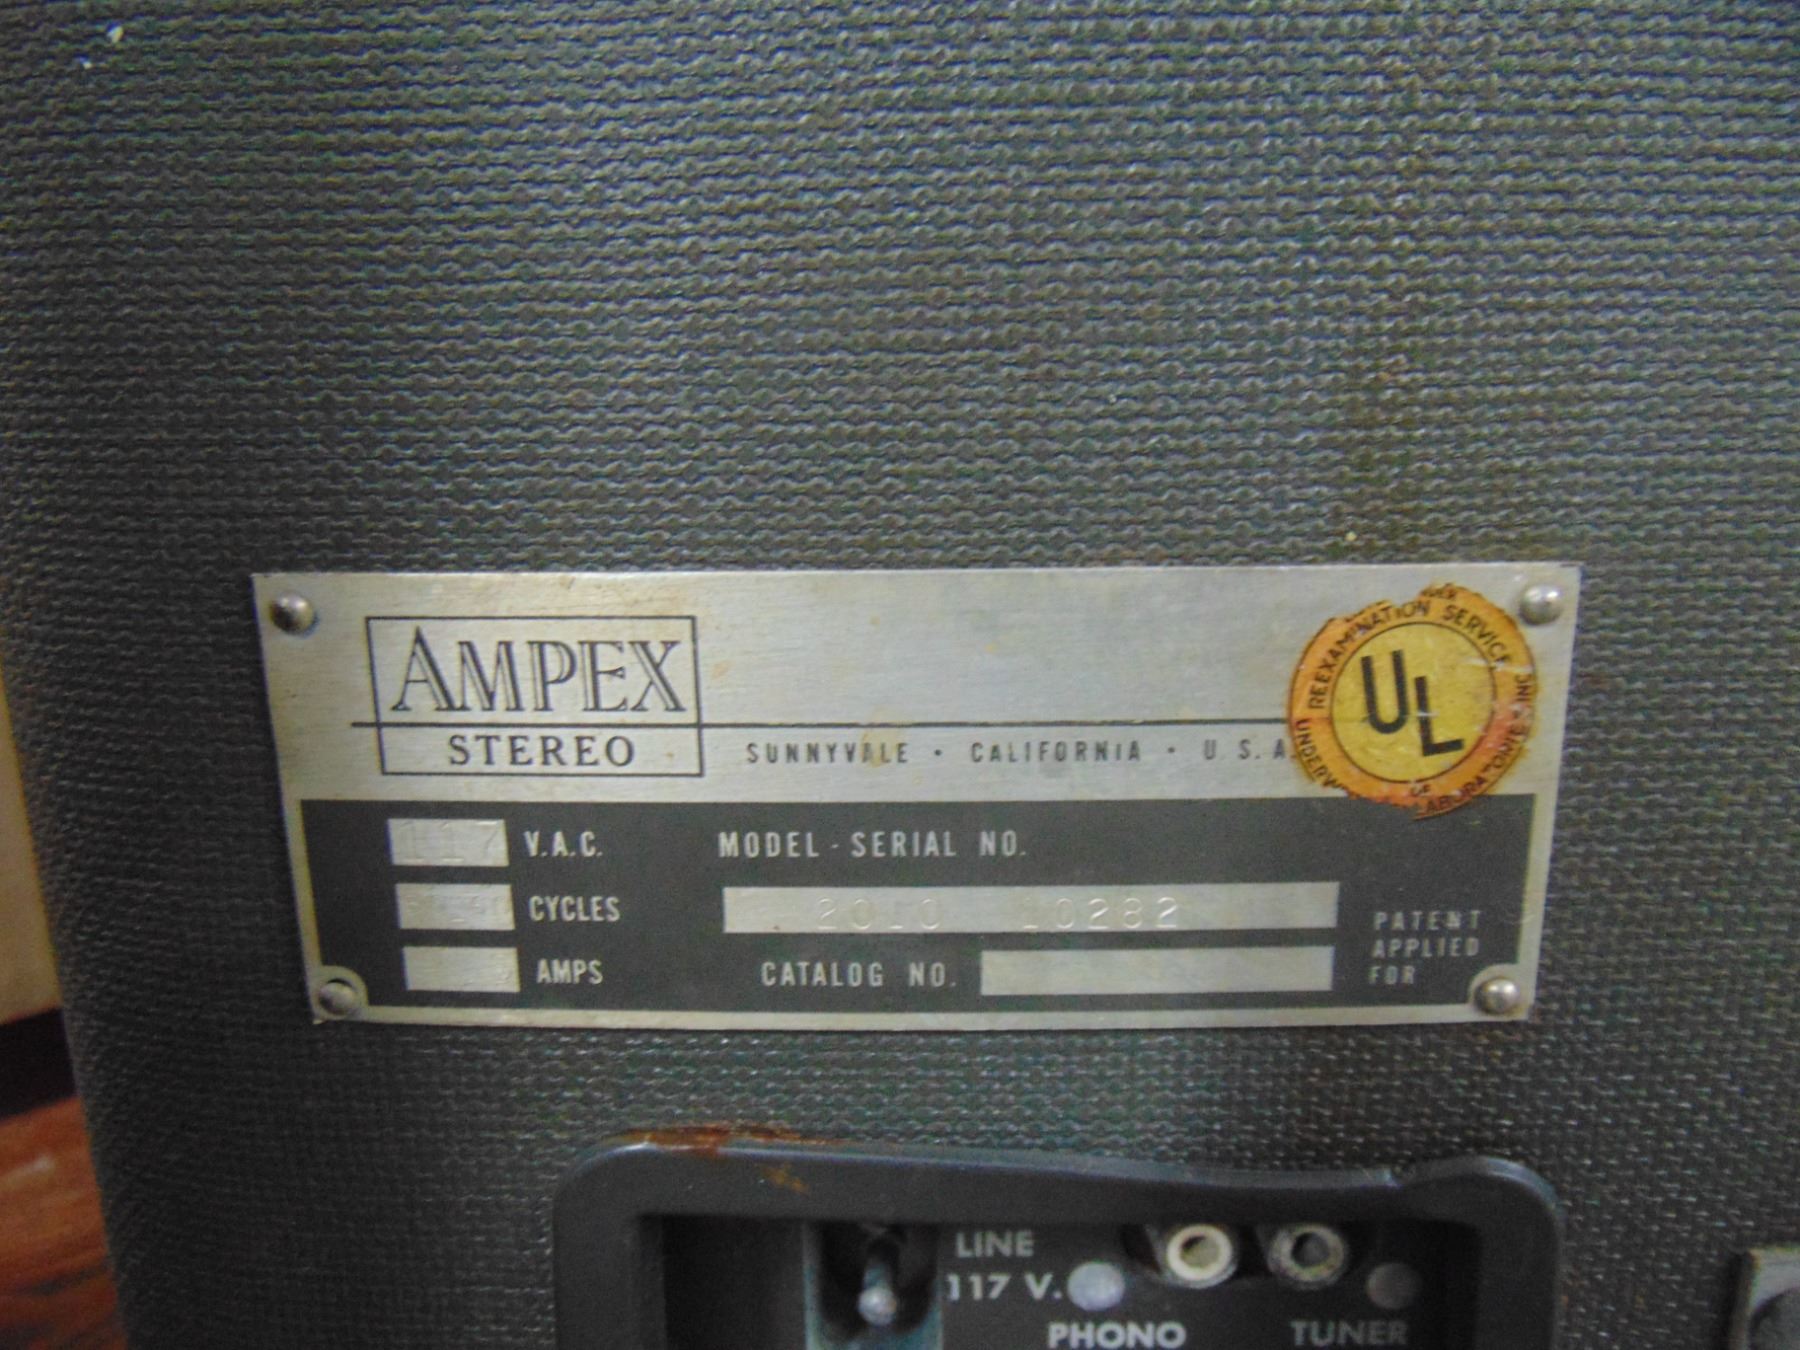 AMPEX
STEREO
SUNNYVALE • CALIFORNIA • U.S.A.
REEXAMINATION SERVICE
UL
OF
117 V.A.C. MODEL - SERIAL NO.
CYCLES 2010 10282
AMPS CATALOG NO.
PATENT
APPLIED
FOR
LINE
117 V.
PHONO TUNER